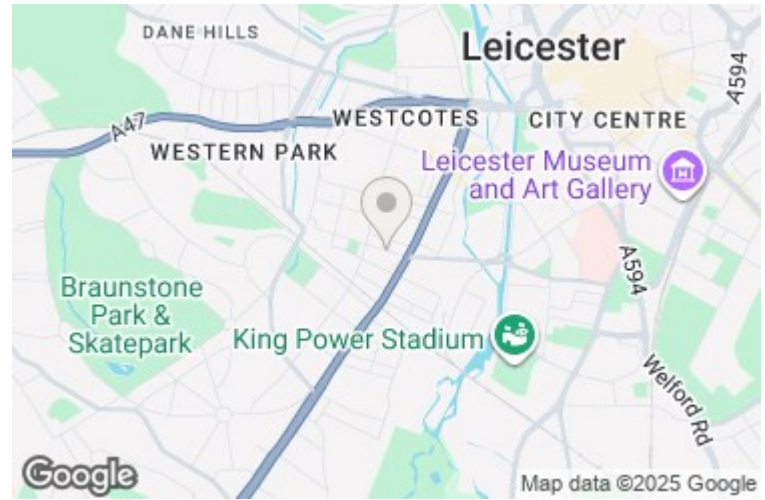 DANE HILLS
Leicester
A594
A47
WESTCOTES
CITY CENTRE
WESTERN PARK
Leicester Museum
and Art Gallery
A594
Braunstone
Park &
Skatepark
King Power Stadium
Welford Rd
Google
Map data ©2025 Google